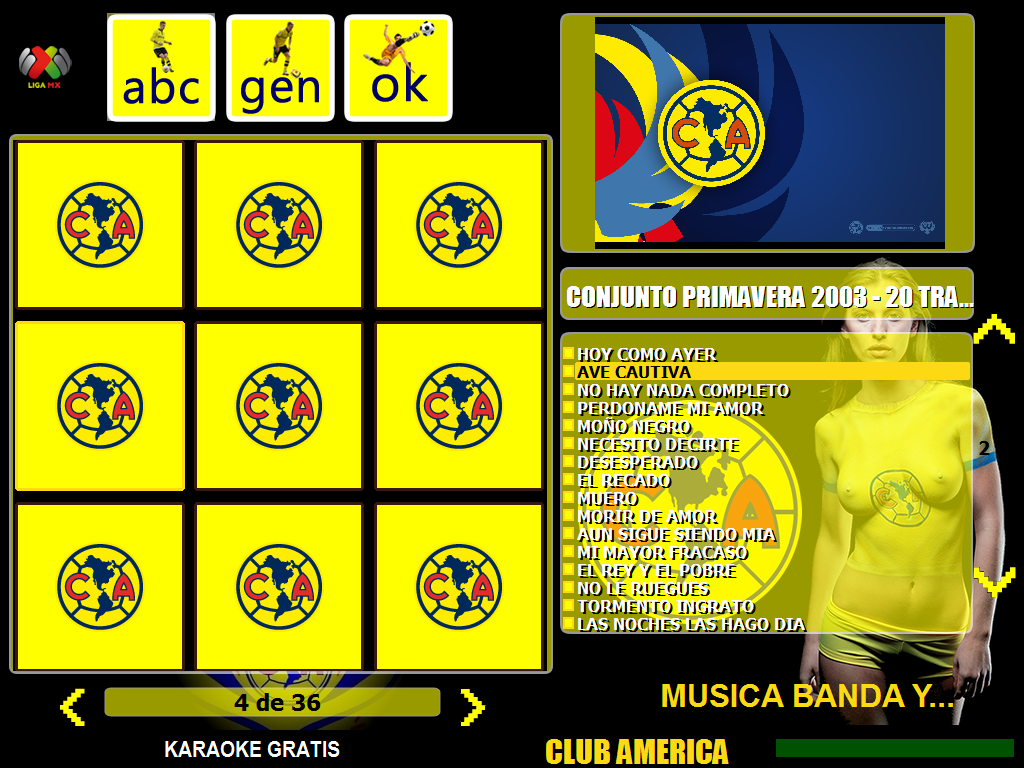 LIGA MX
abc
gen
ok
C A
C A
C A
C A
C A
C A
C A
C A
C A
C A
CONJUNTO PRIMAVERA 2003 - 20 TRA...
HOY COMO AYER
AVE CAUTIVA
NO HAY NADA COMPLETO
PERDONAME MI AMOR
MOÑO NEGRO
NECESITO DECIRTE
DESESPERADO
EL RECADO
MUERO
MORIR DE AMOR
AUN SIGUE SIENDO MIA
MI MAYOR FRACASO
EL REY Y EL POBRE
NO LE RUEGUES
TORMENTO INGRATO
LAS NOCHES LAS HAGO DIA
C A
C A
2
4 de 36
MUSICA BANDA Y...
KARAOKE GRATIS
CLUB AMERICA